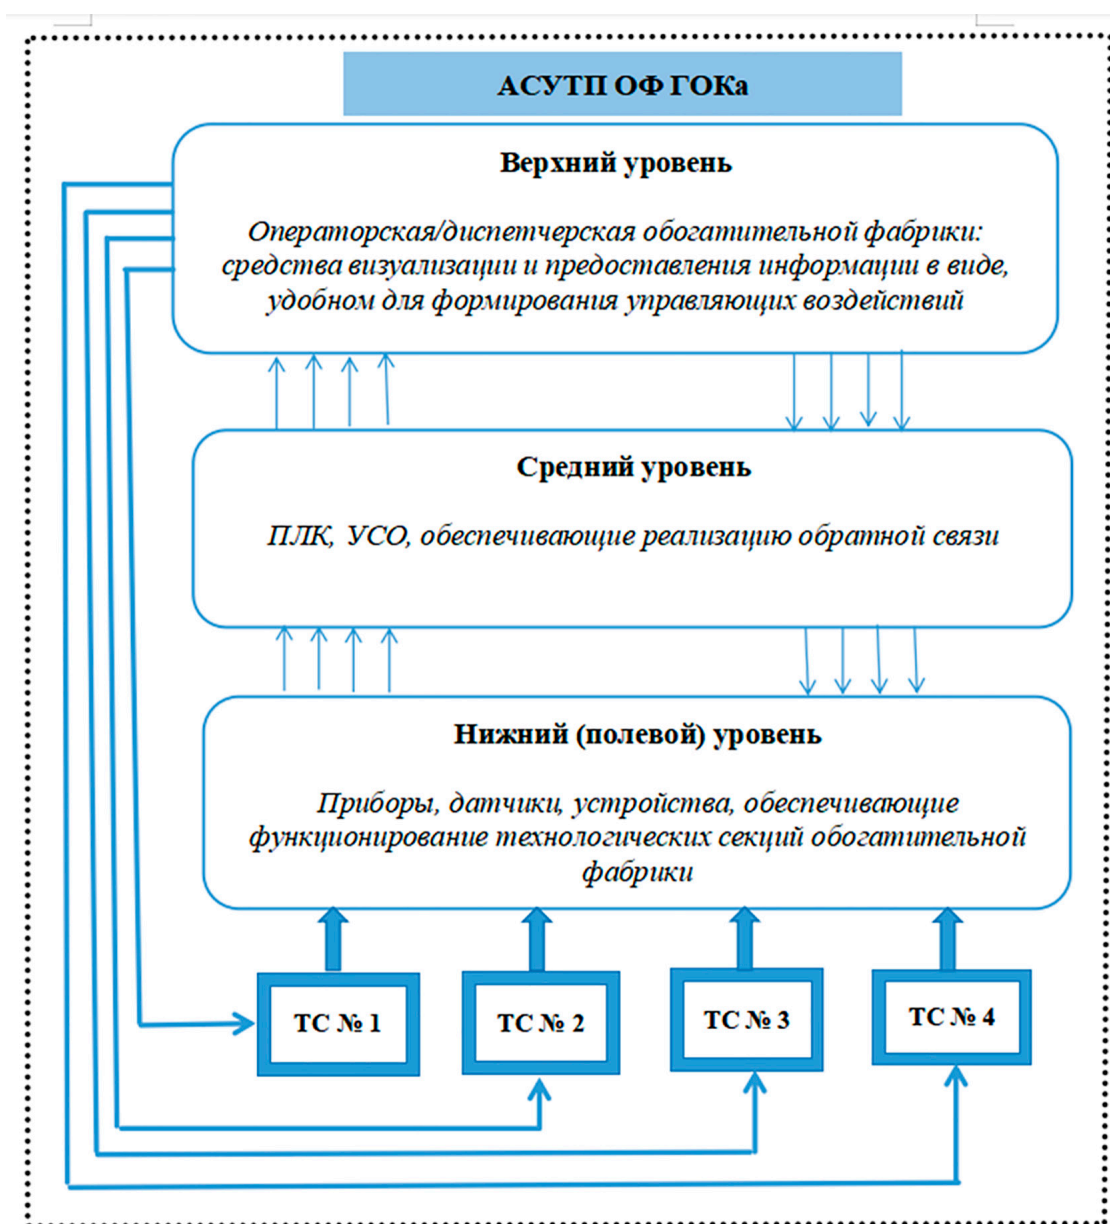 АСУТП ОФ ГОКа
Верхний уровень
Операторская/диспетчерская обогатительной фабрики:
средства визуализации и предоставления информации в виде,
удобном для формирования управляющих воздействий
Средний уровень
ПЛК, УСО, обеспечивающие реализацию обратной связи
Нижний (полевой) уровень
Приборы, датчики, устройства, обеспечивающие
функционирование технологических секций обогатительной
фабрики
ТС № 1
ТС № 2
ТС № 3
ТС № 4